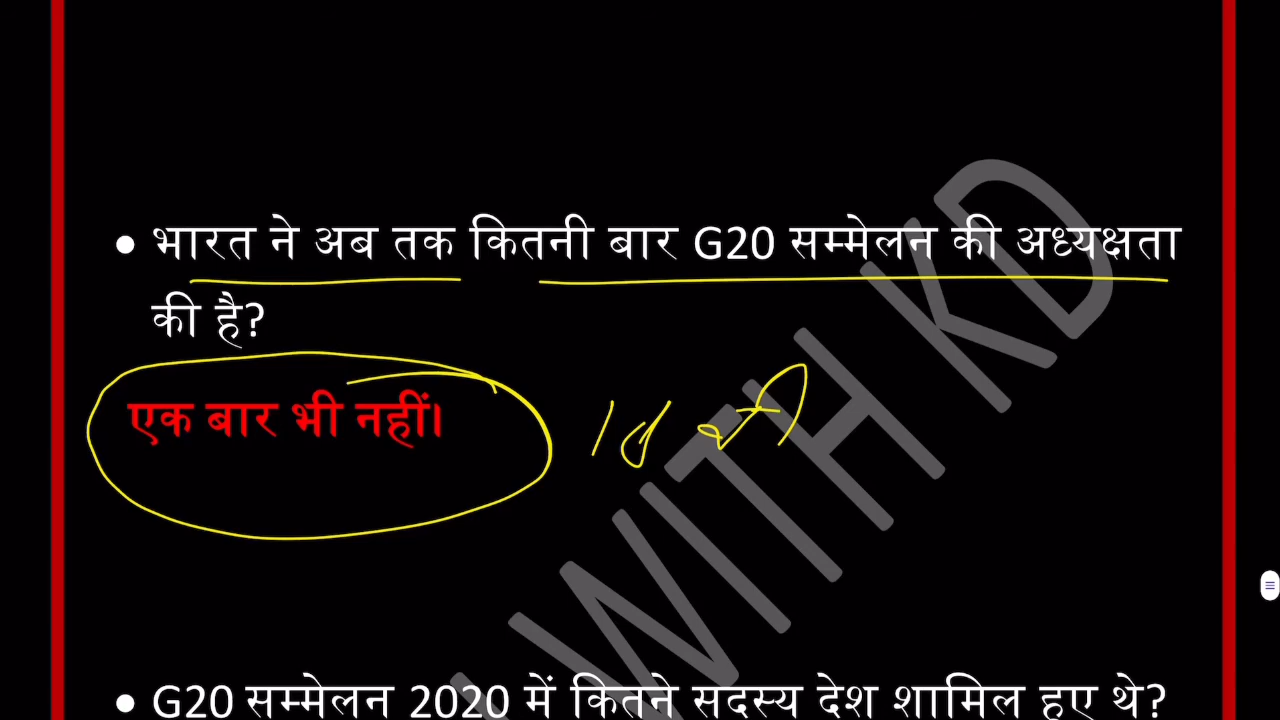 • भारत ने अब तक कितनी बार G20 सम्मेलन की अध्यक्षता
की है?
एक बार भी नहीं।
WITH KD
• G20 सम्मेलन 2020 में कितने सदस्य देश शामिल हुए थे?